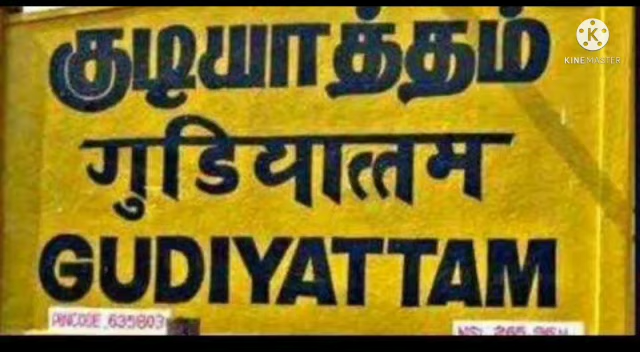 குடியாத்தம்
K
KINEMASTER
गुडियात्तम
GUDIYATTAM
PINCODE.635803